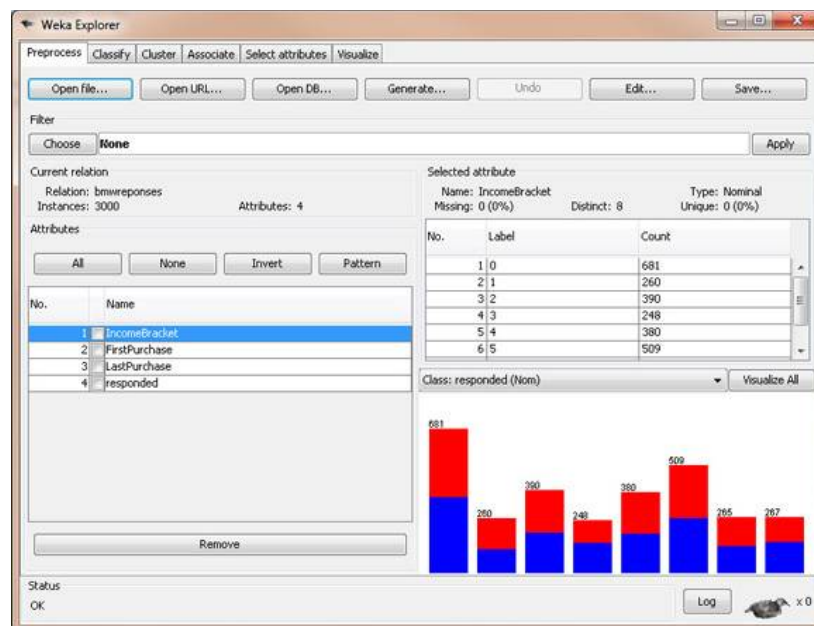 Weka Explorer
Preprocess Classify Cluster Associate Select attributes Visualize
Open file... Open URL... Open DB... Generate... Undo Edit... Save...
Filter
Choose None Apply
Current relation
Relation: bmwreponses
Instances: 3000 Attributes: 4
Attributes
All None Invert Pattern
No. Name
1 IncomeBracket
2 FirstPurchase
3 LastPurchase
4 responded
Remove
Selected attribute
Name: IncomeBracket Type: Nominal
Missing: 0 (0%) Distinct: 8 Unique: 0 (0%)
No. Label Count
1 0 681
2 1 260
3 2 390
4 3 248
5 4 380
6 5 509
Class: responded (Nom) Visualize All
681 260 390 248 380 509 265 267
Status
OK Log x 0